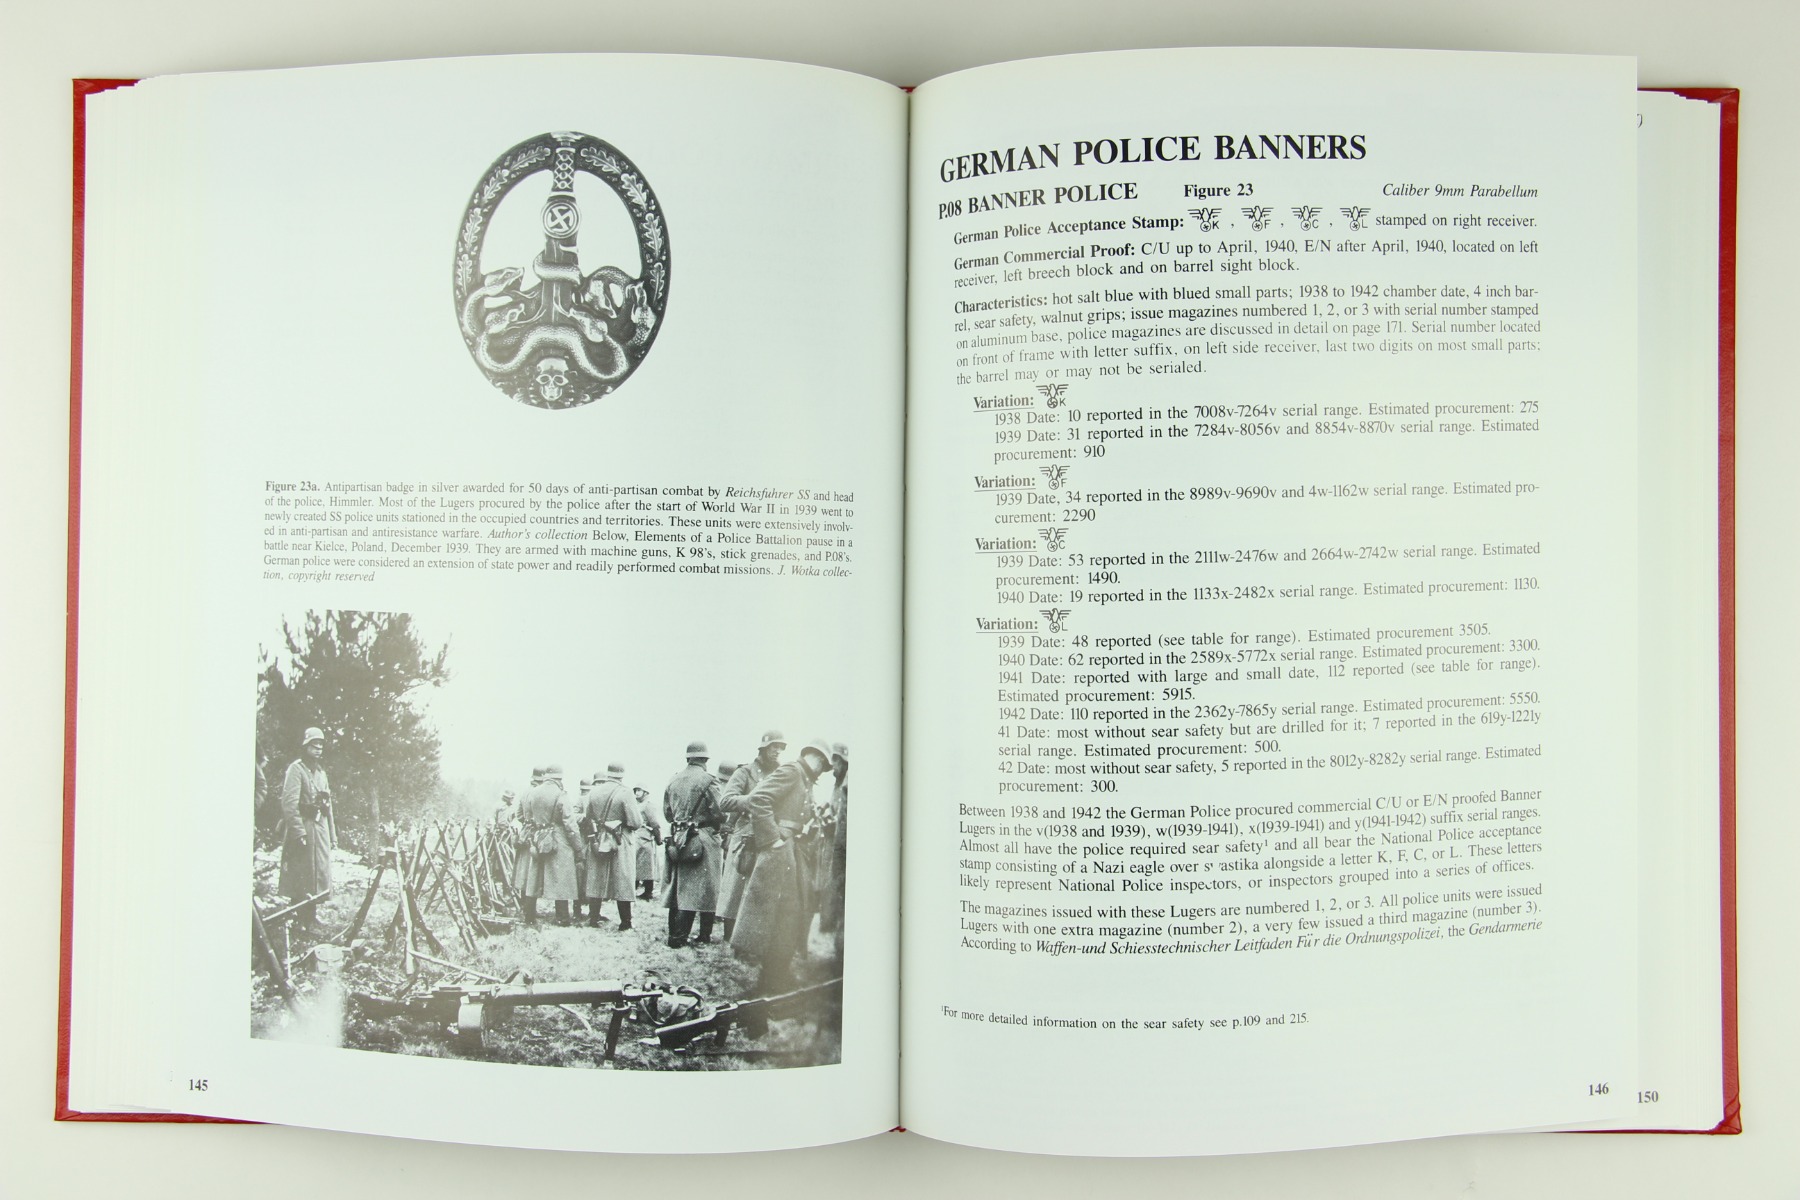 Figure 23a. Antipartisan badge in silver awarded for 50 days of anti-partisan combat by Reichsfuhrer SS and head
of the police, Himmler. Most of the Lugers procured by the police after the start of World War II in 1939 went to
newly created SS police units stationed in the occupied countries and territories. These units were extensively involv-
ed in anti-partisan and antiresistance warfare. Author's collection Below, Elements of a Police Battalion pause in a
battle near Kielce, Poland, December 1939. They are armed with machine guns, K 98's, stick grenades, and P.08's.
German police were considered an extension of state power and readily performed combat missions. J. Wotka collec-
tion, copyright reserved
145
GERMAN POLICE BANNERS
P.08 BANNER POLICE Figure 23 Caliber 9mm Parabellum
German Police Acceptance Stamp: K , F , C , L stamped on right receiver.
German Commercial Proof: C/U up to April, 1940, E/N after April, 1940, located on left
receiver, left breech block and on barrel sight block.
Characteristics: hot salt blue with blued small parts; 1938 to 1942 chamber date, 4 inch bar-
rel, sear safety, walnut grips; issue magazines numbered 1, 2, or 3 with serial number stamped
on aluminum base, police magazines are discussed in detail on page 171. Serial number located
on front of frame with letter suffix, on left side receiver, last two digits on most small parts;
the barrel may or may not be serialed.
Variation: K
1938 Date: 10 reported in the 7008v-7264v serial range. Estimated procurement: 275
1939 Date: 31 reported in the 7284v-8056v and 8854v-8870v serial range. Estimated
procurement: 910
Variation: F
1939 Date, 34 reported in the 8989v-9690v and 4w-1162w serial range. Estimated pro-
curement: 2290
Variation: C
1939 Date: 53 reported in the 2111w-2476w and 2664w-2742w serial range. Estimated
procurement: 1490.
1940 Date: 19 reported in the 1133x-2482x serial range. Estimated procurement: 1130.
Variation: L
1939 Date: 48 reported (see table for range). Estimated procurement 3505.
1940 Date: 62 reported in the 2589x-5772x serial range. Estimated procurement: 3300.
1941 Date: reported with large and small date, 112 reported (see table for range).
Estimated procurement: 5915.
1942 Date: 110 reported in the 2362y-7865y serial range. Estimated procurement: 5550.
41 Date: most without sear safety but are drilled for it; 7 reported in the 619y-1221y
serial range. Estimated procurement: 500.
42 Date: most without sear safety, 5 reported in the 8012y-8282y serial range. Estimated
procurement: 300.
Between 1938 and 1942 the German Police procured commercial C/U or E/N proofed Banner
Lugers in the v(1938 and 1939), w(1939-1941), x(1939-1941) and y(1941-1942) suffix serial ranges.
Almost all have the police required sear safety¹ and all bear the National Police acceptance
stamp consisting of a Nazi eagle over s astika alongside a letter K, F, C, or L. These letters
likely represent National Police inspectors, or inspectors grouped into a series of offices.
The magazines issued with these Lugers are numbered 1, 2, or 3. All police units were issued
Lugers with one extra magazine (number 2), a very few issued a third magazine (number 3).
According to Waffen-und Schiesstechnischer Leitfaden Für die Ordnungspolizei, the Gendarmerie
¹For more detailed information on the sear safety see p.109 and 215.
146
150